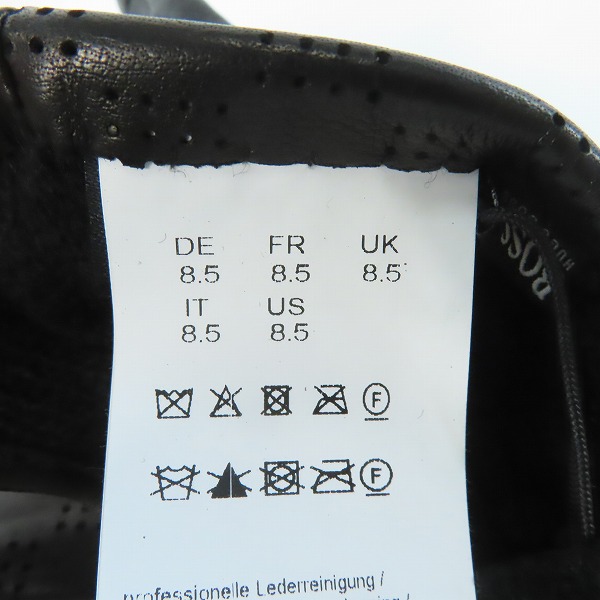 DE FR UK
8.5 8.5 8.5
IT US
8.5 8.5
F
F
professionelle Lederreinigung /
BOSS